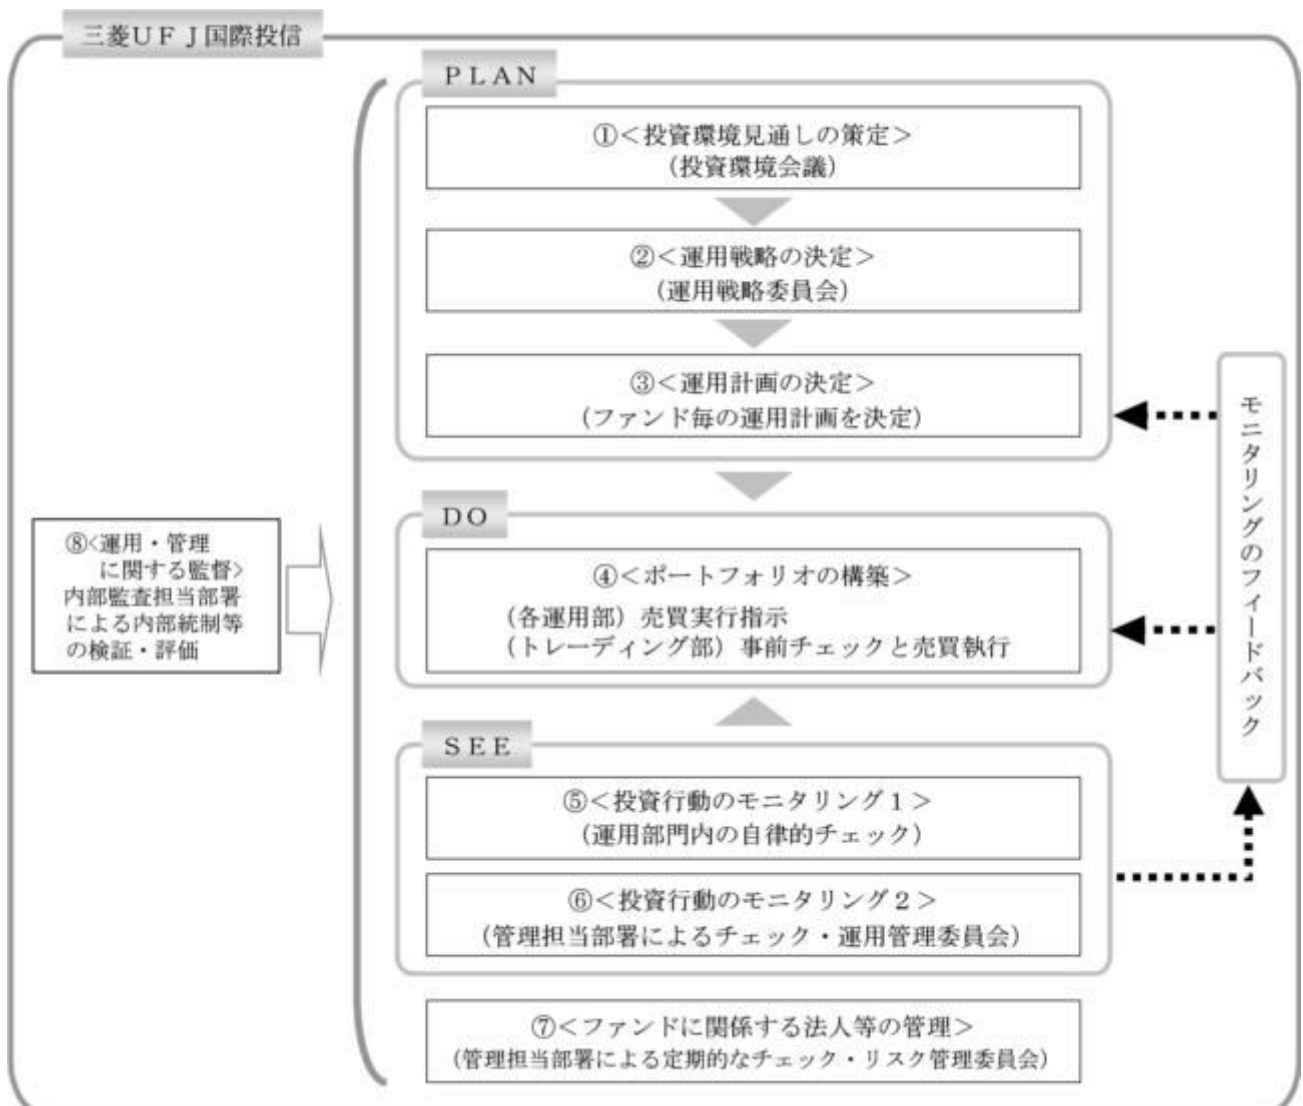 三菱UFJ国際投信
PLAN
①<投資環境見通しの策定>
(投資環境会議)
②<運用戦略の決定>
(運用戦略委員会)
③<運用計画の決定>
(ファンド毎の運用計画を決定)
DO
④<ポートフォリオの構築>
(各運用部)売買実行指示
(トレーディング部)事前チェックと売買執行
SEE
⑤<投資行動のモニタリング1>
(運用部門内の自律的チェック)
⑥<投資行動のモニタリング2>
(管理担当部署によるチェック・運用管理委員会)
⑦<ファンドに関係する法人等の管理>
(管理担当部署による定期的なチェック・リスク管理委員会)
⑧<運用・管理
に関する監督>
内部監査担当部署
による内部統制等
の検証・評価
モニタリングのフィードバック